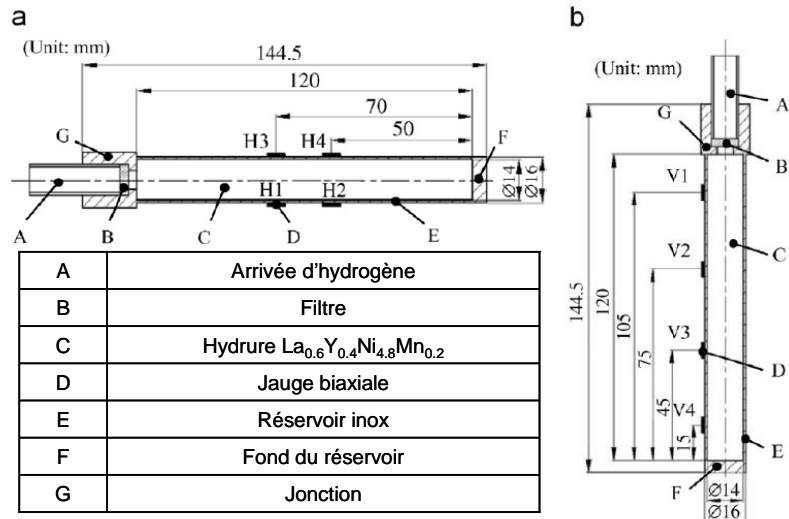 a
(Unit: mm)
144.5
120
70
50
G
H3 H4
F
H1 H2
Ø14
Ø16
A B C D E
A Arrivée d’hydrogène
B Filtre
C Hydrure La0.6Y0.4Ni4.8Mn0.2
D Jauge biaxiale
E Réservoir inox
F Fond du réservoir
G Jonction
b
(Unit: mm)
A
G
B
V1
C
V2
144.5
120
105
75
V3
D
45
V4
15
E
F
Ø14
Ø16